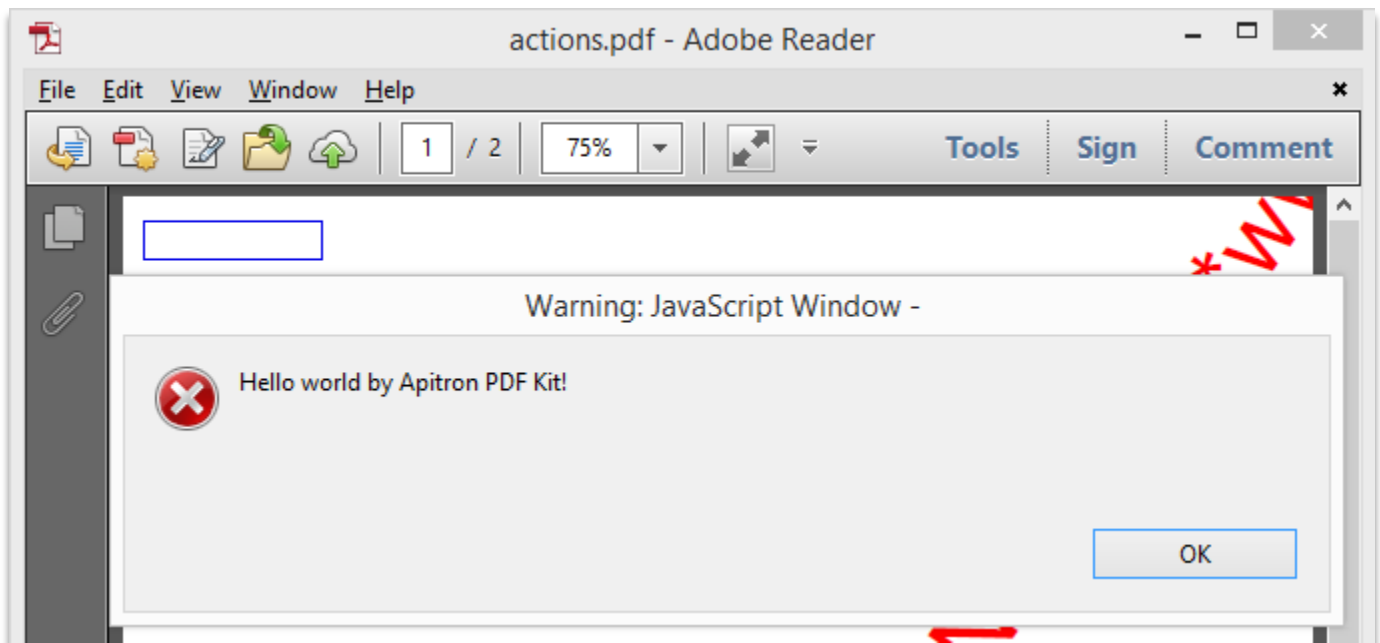 actions.pdf - Adobe Reader
File Edit View Window Help
1 / 2 75% Tools Sign Comment
Warning: JavaScript Window -
Hello world by Apitron PDF Kit!
OK